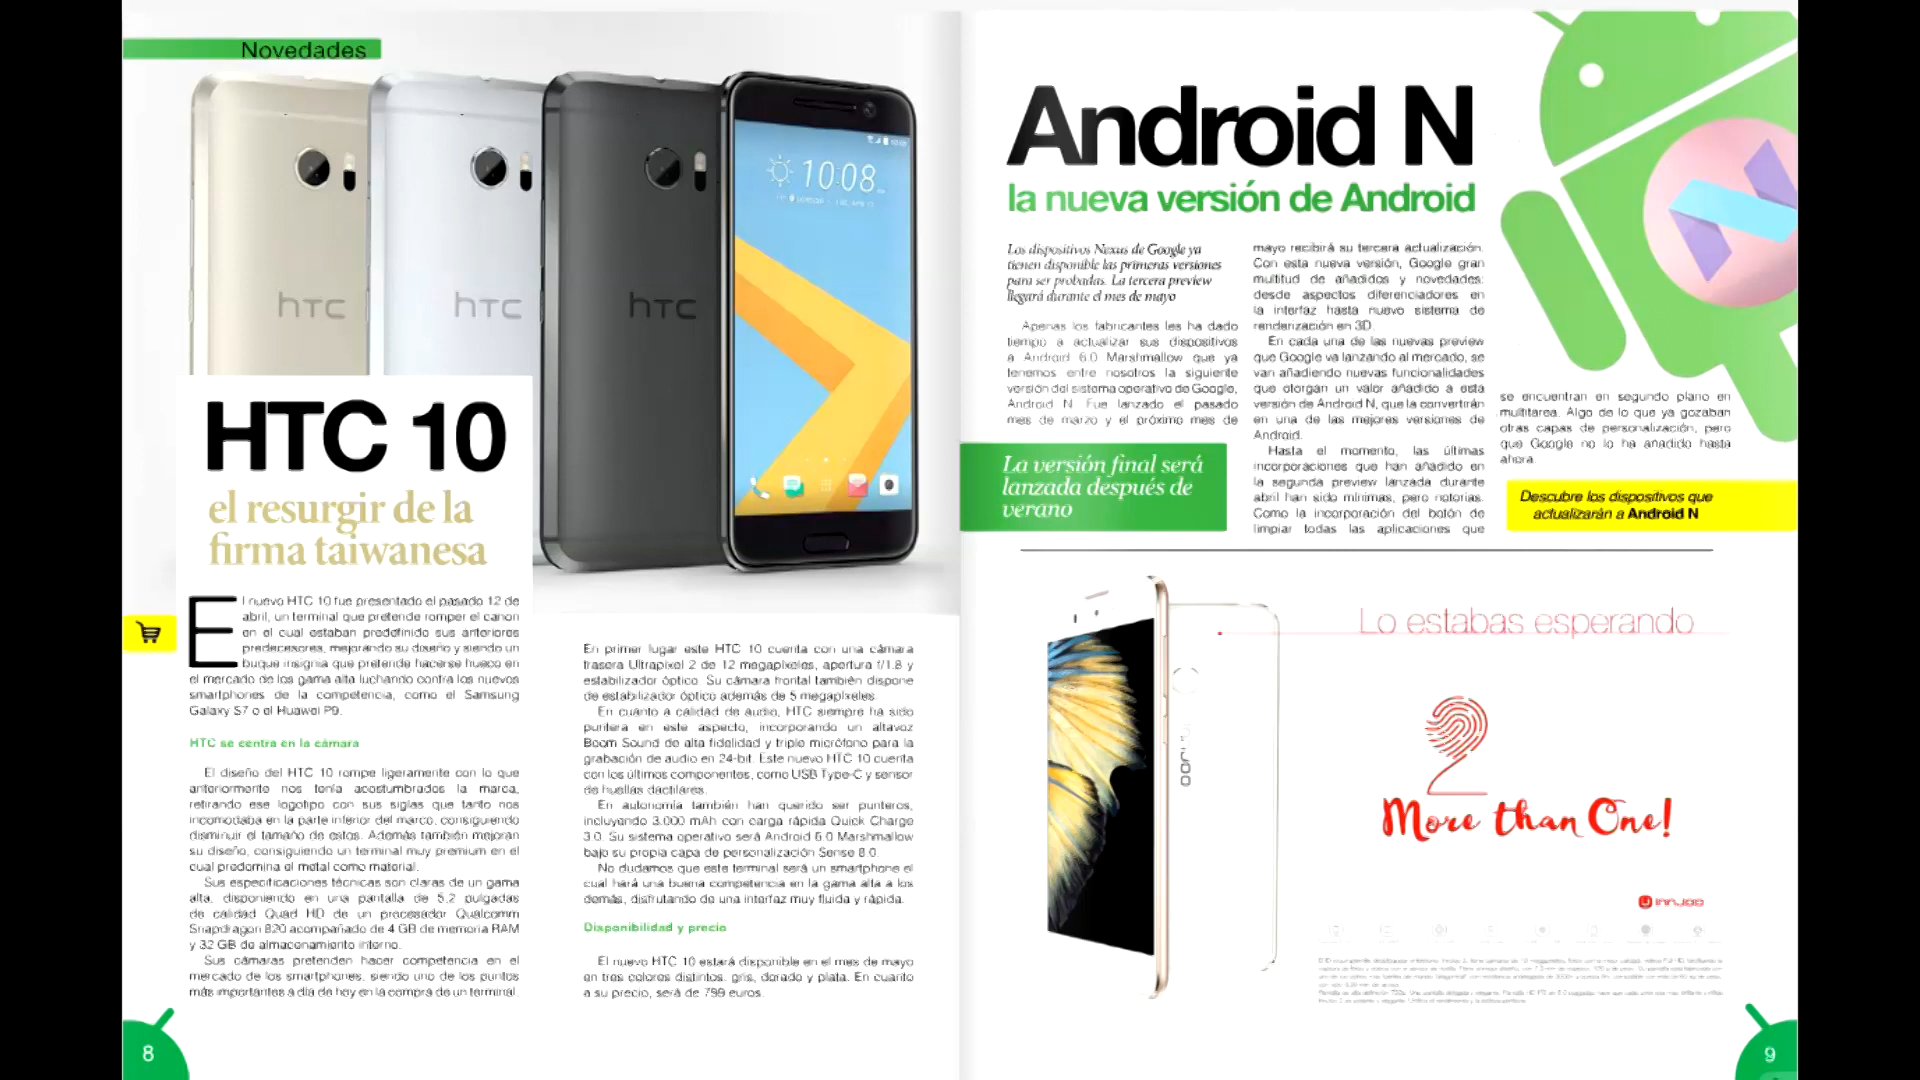 Novedades
htc
htc
htc
10:08
HTC 10
el resurgir de la
firma taiwanesa
El nuevo HTC 10 fue presentado el pasado 12 de
abril, un terminal que pretende romper el canon
en el cual estaban predefinido sus anteriores
predecesores, mejorando su diseño y siendo un
buque insignia que pretende hacerse hueco en
el mercado de los gama alta luchando contra los nuevos
smartphones de la competencia, como el Samsung
Galaxy S7 o el Huawei P9.
HTC se centra en la cámara
El diseño del HTC 10 rompe ligeramente con lo que
anteriormente nos tenía acostumbrados la marca,
retirando ese logotipo con sus siglas que tanto nos
incomodaba en la parte inferior del marco, consiguiendo
disminuir el tamaño de estos. Además también mejoran
su diseño, consiguiendo un terminal muy premium en el
cual predomina el metal como material.
Sus especificaciones técnicas son claras de un gama
alta, disponiendo en una pantalla de 5.2 pulgadas
de calidad Quad HD de un procesador Qualcomm
Snapdragon 820 acompañado de 4 GB de memoria RAM
y 32 GB de almacenamiento interno.
Sus cámaras pretenden hacer competencia en el
mercado de los smartphones, siendo uno de los puntos
más importantes a día de hoy en la compra de un terminal.
En primer lugar este HTC 10 cuenta con una cámara
trasera Ultrapixel 2 de 12 megapíxeles, apertura f/1.8 y
estabilizador óptico. Su cámara frontal también dispone
de estabilizador óptico además de 5 megapíxeles.
En cuanto a calidad de audio, HTC siempre ha sido
puntera en este aspecto, incorporando un altavoz
Boom Sound de alta fidelidad y triple micrófono para la
grabación de audio en 24-bit. Este nuevo HTC 10 cuenta
con los últimos componentes, como USB Type-C y sensor
de huellas dactilares.
En autonomía también han querido ser punteros,
incluyendo 3.000 mAh con carga rápida Quick Charge
3.0. Su sistema operativo será Android 6.0 Marshmallow
bajo su propia capa de personalización Sense 8.0.
No dudamos que este terminal será un smartphone el
cual hará una buena competencia en la gama alta a los
demás, disfrutando de una interfaz muy fluida y rápida.
Disponibilidad y precio
El nuevo HTC 10 estará disponible en el mes de mayo
en tres colores distintos: gris, dorado y plata. En cuanto
a su precio, será de 799 euros.
8
Android N
la nueva versión de Android
Los dispositivos Nexus de Google ya
tienen disponible las primeras versiones
para ser probadas. La tercera preview
llegará durante el mes de mayo
Apenas los fabricantes les ha dado
tiempo a actualizar sus dispositivos
a Android 6.0 Marshmallow que ya
tenemos entre nosotros la siguiente
versión del sistema operativo de Google,
Android N. Fue lanzado el pasado
mes de marzo y el próximo mes de
La versión final será
lanzada después de
verano
mayo recibirá su tercera actualización.
Con esta nueva versión, Google gran
multitud de añadidos y novedades:
desde aspectos diferenciadores en
la interfaz hasta nuevo sistema de
renderización en 3D.
En cada una de las nuevas preview
que Google va lanzando al mercado, se
van añadiendo nuevas funcionalidades
que otorgan un valor añadido a esta
versión de Android N, que la convertirán
en una de las mejores versiones de
Android.
Hasta el momento, las últimas
incorporaciones que han añadido en
la segunda preview lanzada durante
abril han sido mínimas, pero notorias.
Como la incorporación del botón de
limpiar todas las aplicaciones que
se encuentran en segundo plano en
multitarea. Algo de lo que ya gozaban
otras capas de personalización, pero
que Google no lo ha añadido hasta
ahora.
Descubre los dispositivos que
actualizarán a Android N
Lo estabas esperando
2
More than One!
innjoo
9